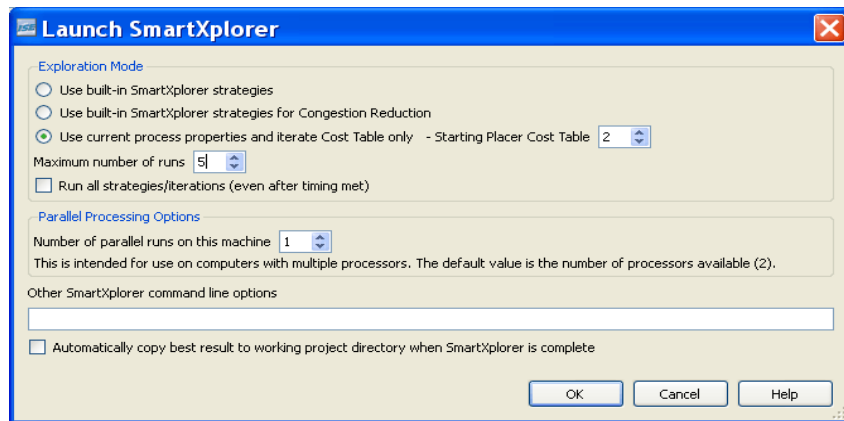 ISE Launch SmartXplorer
Exploration Mode
Use built-in SmartXplorer strategies
Use built-in SmartXplorer strategies for Congestion Reduction
Use current process properties and iterate Cost Table only - Starting Placer Cost Table 2
Maximum number of runs 5
Run all strategies/iterations (even after timing met)
Parallel Processing Options
Number of parallel runs on this machine 1
This is intended for use on computers with multiple processors. The default value is the number of processors available (2).
Other SmartXplorer command line options
Automatically copy best result to working project directory when SmartXplorer is complete
OK Cancel Help